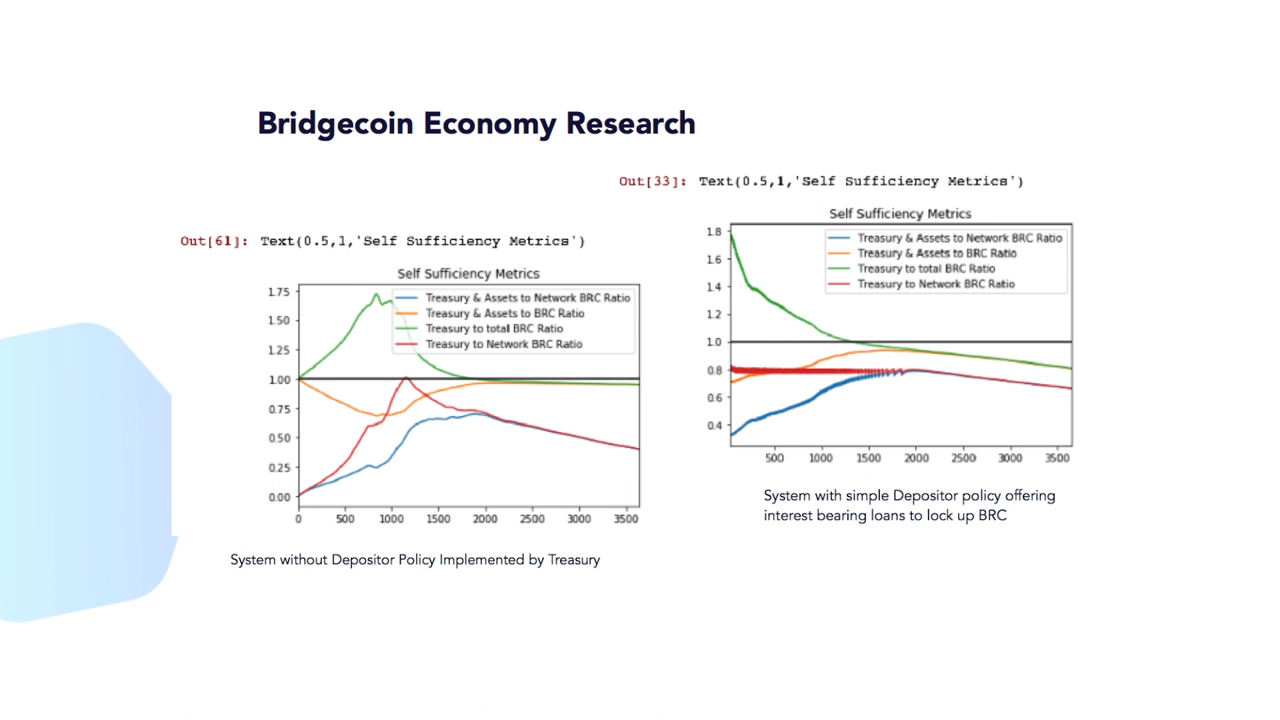 Bridgecoin Economy Research
Out[61]: Text(0.5,1,'Self Sufficiency Metrics')
Self Sufficiency Metrics
1.75
1.50
1.25
1.00
0.75
0.50
0.25
0.00
Treasury & Assets to Network BRC Ratio
Treasury & Assets to BRC Ratio
Treasury to total BRC Ratio
Treasury to Network BRC Ratio
0 500 1000 1500 2000 2500 3000 3500
System without Depositor Policy Implemented by Treasury
Out[33]: Text(0.5,1,'Self Sufficiency Metrics')
Self Sufficiency Metrics
1.8
1.6
1.4
1.2
1.0
0.8
0.6
0.4
Treasury & Assets to Network BRC Ratio
Treasury & Assets to BRC Ratio
Treasury to total BRC Ratio
Treasury to Network BRC Ratio
500 1000 1500 2000 2500 3000 3500
System with simple Depositor policy offering
interest bearing loans to lock up BRC